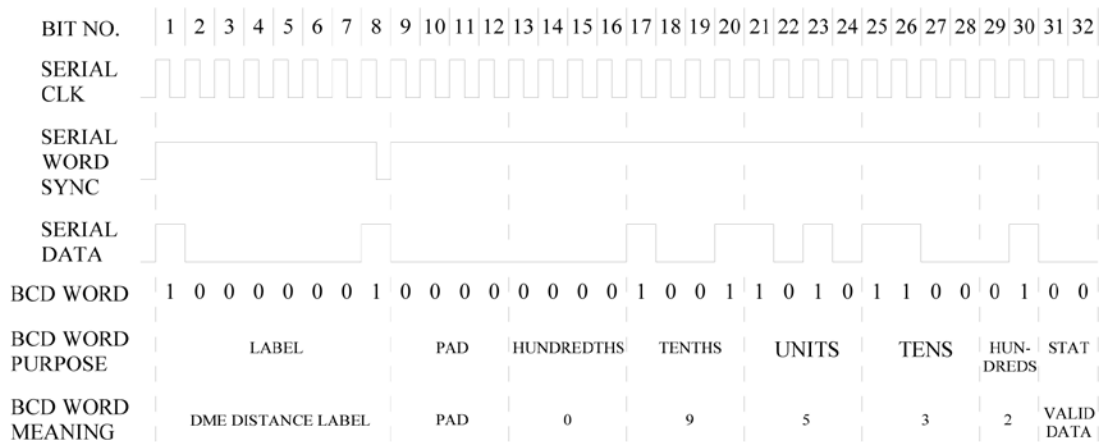 BIT NO. 1 2 3 4 5 6 7 8 9 10 11 12 13 14 15 16 17 18 19 20 21 22 23 24 25 26 27 28 29 30 31 32
SERIAL
CLK
SERIAL
WORD
SYNC
SERIAL
DATA
BCD WORD 1 0 0 0 0 0 0 1 0 0 0 0 0 0 0 0 1 0 0 1 1 0 1 0 1 1 0 0 0 1 0 0
BCD WORD
PURPOSE
LABEL
PAD
HUNDREDTHS
TENTHS
UNITS
TENS
HUN-
DREDS
STAT
BCD WORD
MEANING
DME DISTANCE LABEL
PAD
0
9
5
3
2
VALID
DATA